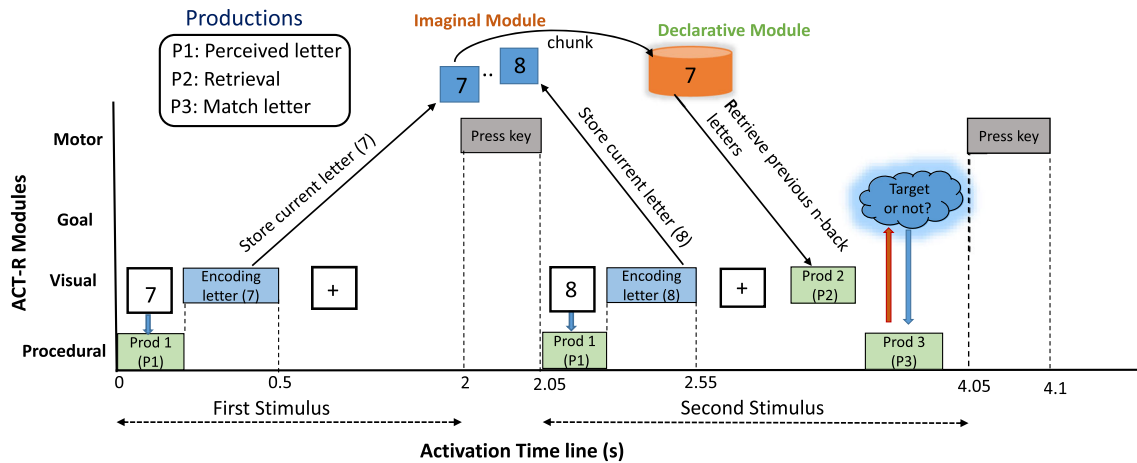 Productions
P1: Perceived letter
P2: Retrieval
P3: Match letter
Imaginal Module
Declarative Module
chunk
7
..
8
7
ACT-R Modules
Motor
Goal
Visual
Procedural
Press key
Press key
Store current letter (7)
Store current letter (8)
Retrieve previous n-back
letters
Target
or not?
7
Encoding
letter (7)
+
8
Encoding
letter (8)
+
Prod 2
(P2)
Prod 1
(P1)
Prod 1
(P1)
Prod 3
(P3)
0
0.5
2
2.05
2.55
4.05
4.1
First Stimulus
Second Stimulus
Activation Time line (s)